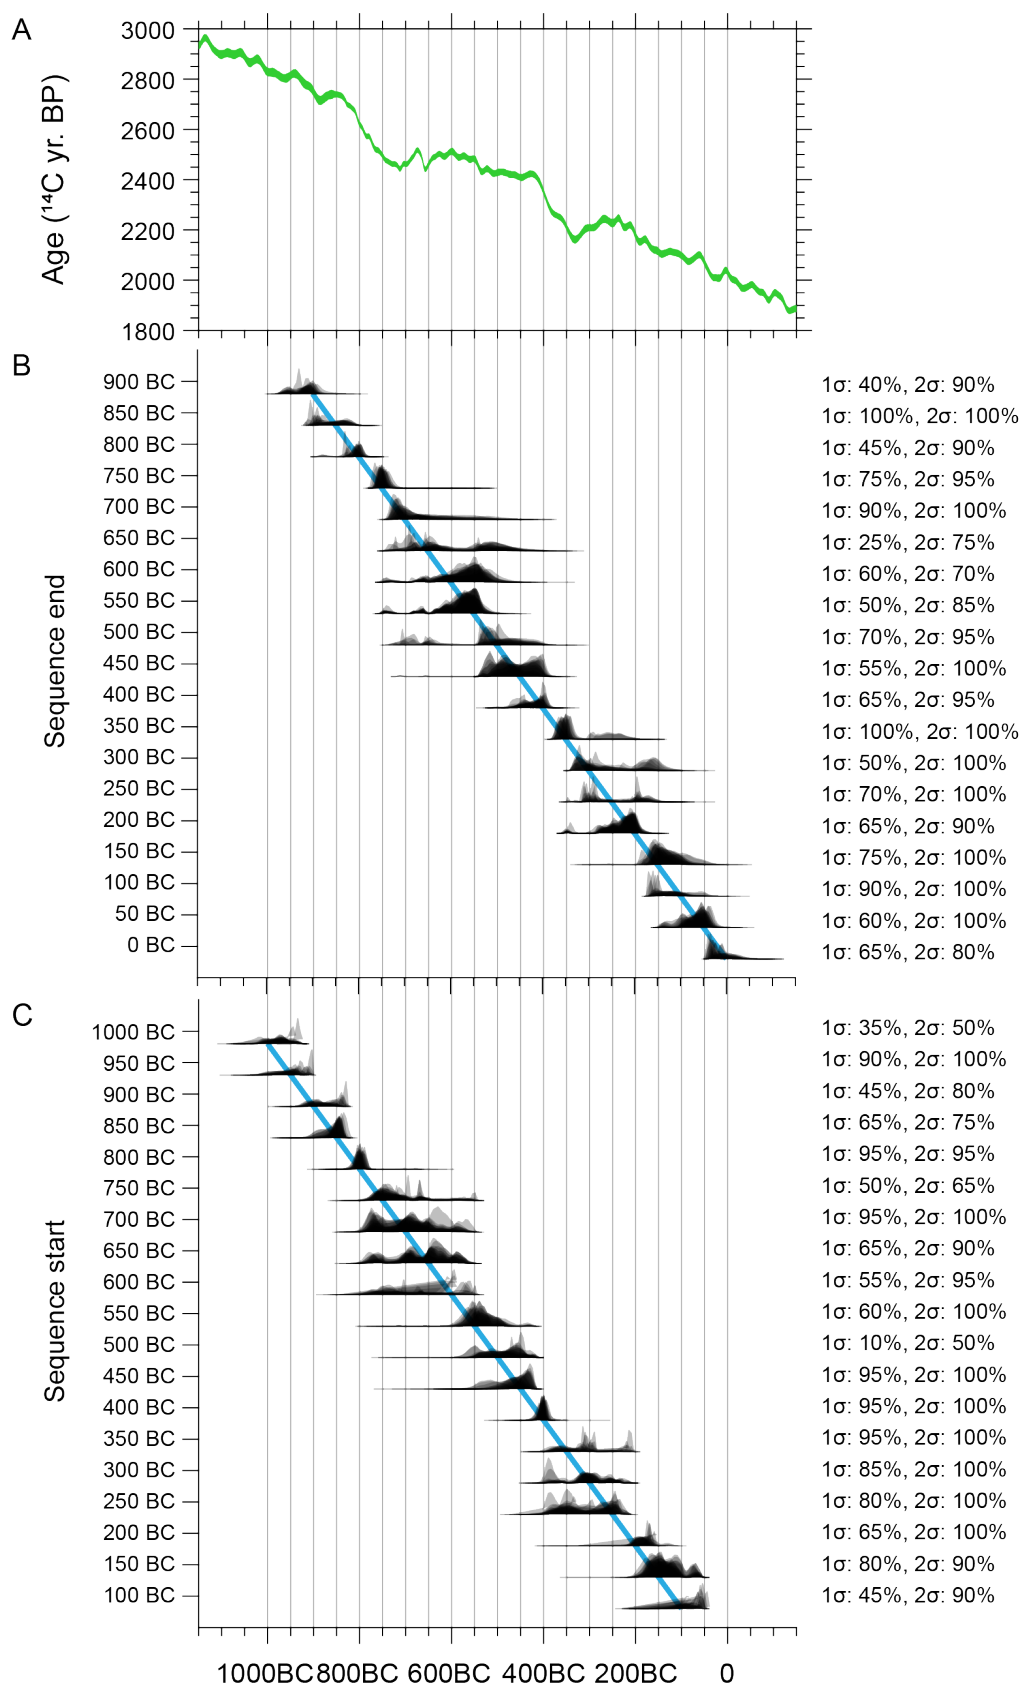 A
3000
2800
2600
2400
2200
2000
1800
Age (¹⁴C yr. BP)
B
900 BC 1σ: 40%, 2σ: 90%
850 BC 1σ: 100%, 2σ: 100%
800 BC 1σ: 45%, 2σ: 90%
750 BC 1σ: 75%, 2σ: 95%
700 BC 1σ: 90%, 2σ: 100%
650 BC 1σ: 25%, 2σ: 75%
600 BC 1σ: 60%, 2σ: 70%
550 BC 1σ: 50%, 2σ: 85%
500 BC 1σ: 70%, 2σ: 95%
450 BC 1σ: 55%, 2σ: 100%
400 BC 1σ: 65%, 2σ: 95%
350 BC 1σ: 100%, 2σ: 100%
300 BC 1σ: 50%, 2σ: 100%
250 BC 1σ: 70%, 2σ: 100%
200 BC 1σ: 65%, 2σ: 90%
150 BC 1σ: 75%, 2σ: 100%
100 BC 1σ: 90%, 2σ: 100%
50 BC 1σ: 60%, 2σ: 100%
0 BC 1σ: 65%, 2σ: 80%
Sequence end
C
1000 BC 1σ: 35%, 2σ: 50%
950 BC 1σ: 90%, 2σ: 100%
900 BC 1σ: 45%, 2σ: 80%
850 BC 1σ: 65%, 2σ: 75%
800 BC 1σ: 95%, 2σ: 95%
750 BC 1σ: 50%, 2σ: 65%
700 BC 1σ: 95%, 2σ: 100%
650 BC 1σ: 65%, 2σ: 90%
600 BC 1σ: 55%, 2σ: 95%
550 BC 1σ: 60%, 2σ: 100%
500 BC 1σ: 10%, 2σ: 50%
450 BC 1σ: 95%, 2σ: 100%
400 BC 1σ: 95%, 2σ: 100%
350 BC 1σ: 95%, 2σ: 100%
300 BC 1σ: 85%, 2σ: 100%
250 BC 1σ: 80%, 2σ: 100%
200 BC 1σ: 65%, 2σ: 100%
150 BC 1σ: 80%, 2σ: 90%
100 BC 1σ: 45%, 2σ: 90%
Sequence start
1000BC 800BC 600BC 400BC 200BC 0